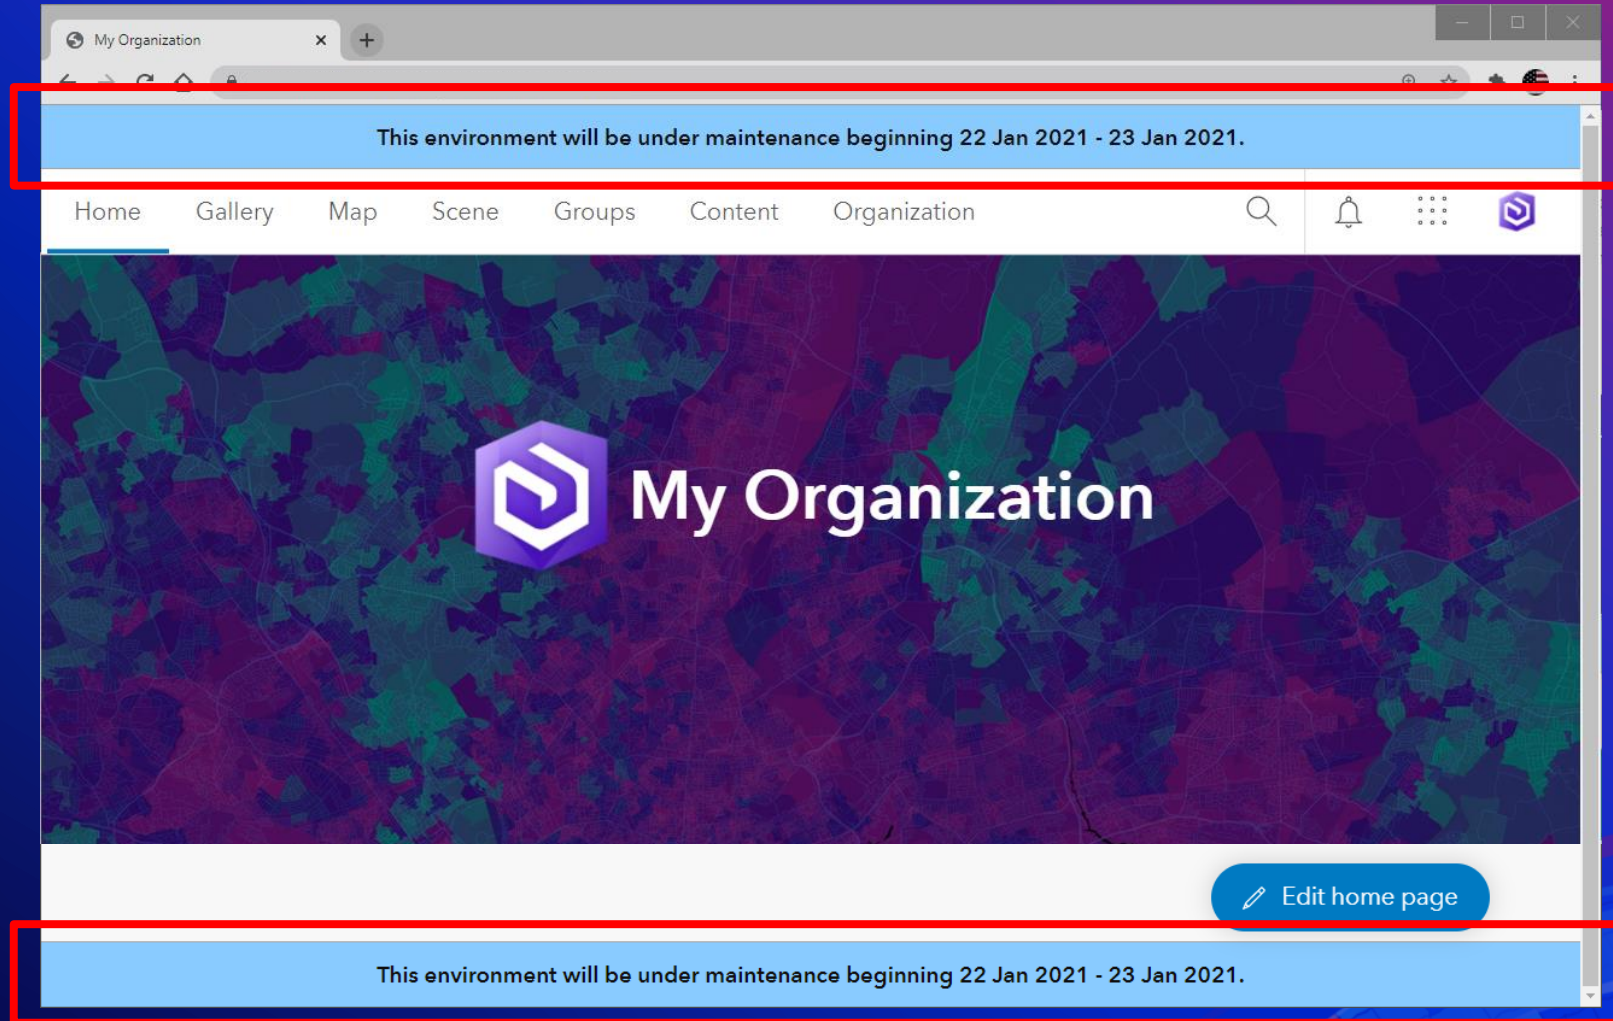 My Organization
This environment will be under maintenance beginning 22 Jan 2021 - 23 Jan 2021.
Home Gallery Map Scene Groups Content Organization
My Organization
Edit home page
This environment will be under maintenance beginning 22 Jan 2021 - 23 Jan 2021.